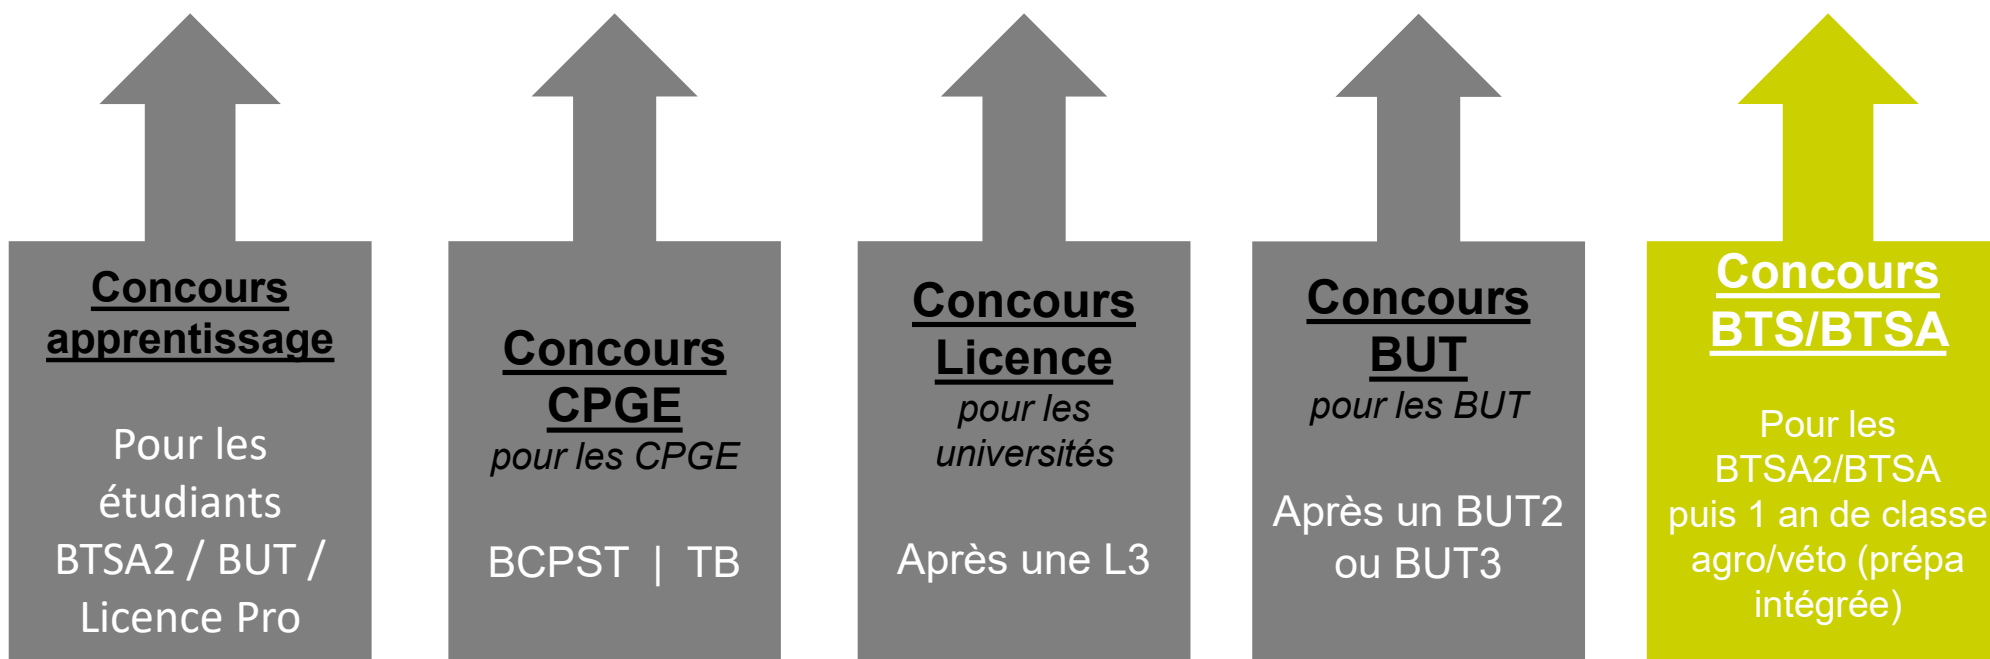 Concours
apprentissage
Pour les
étudiants
BTSA2 / BUT /
Licence Pro
Concours
CPGE
pour les CPGE
BCPST | TB
Concours
Licence
pour les
universités
Après une L3
Concours
BUT
pour les BUT
Après un BUT2
ou BUT3
Concours
BTS/BTSA
Pour les
BTSA2/BTSA
puis 1 an de classe
agro/véto (prépa
intégrée)